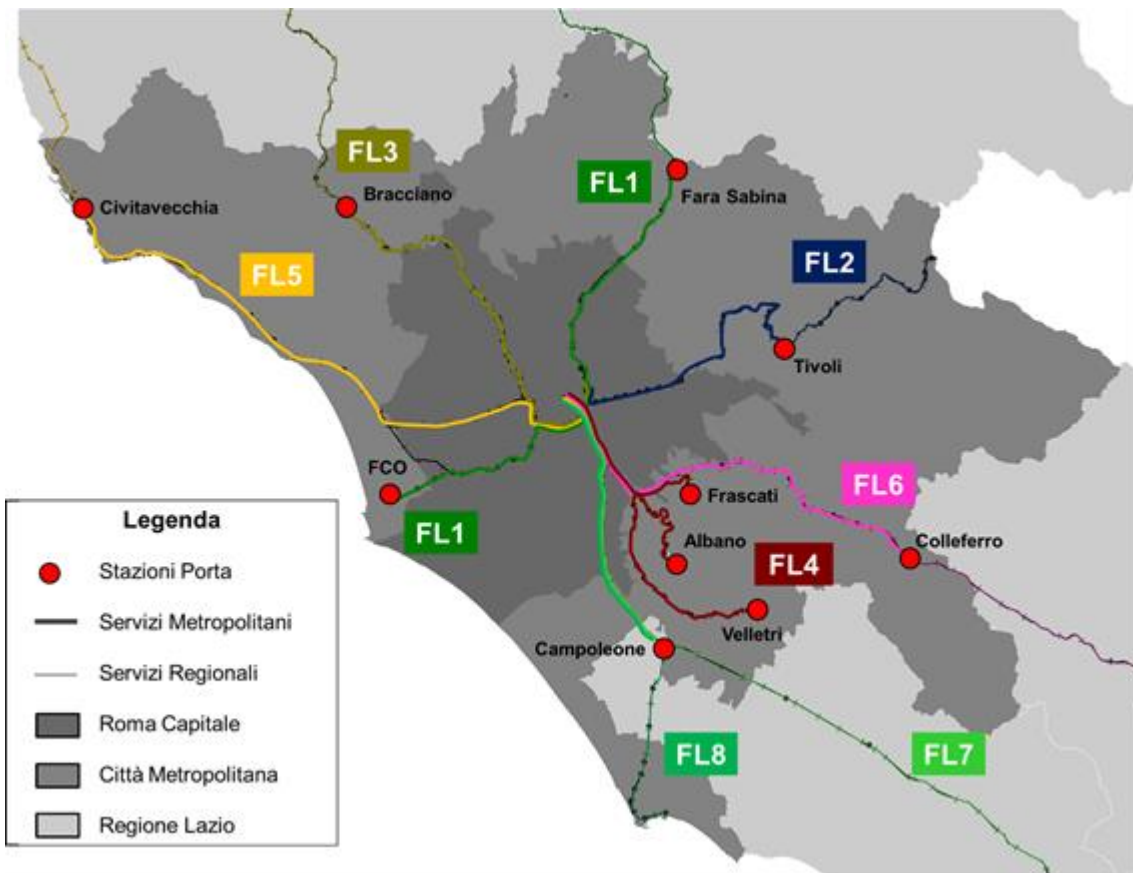 FL3
FL1
Bracciano
Fara Sabina
Civitavecchia
FL2
FL5
Tivoli
FCO
FL6
Frascati
FL1
Albano
Colleferro
FL4
Velletri
Campoleone
FL8
FL7
Legenda
Stazioni Porta
Servizi Metropolitani
Servizi Regionali
Roma Capitale
Città Metropolitana
Regione Lazio